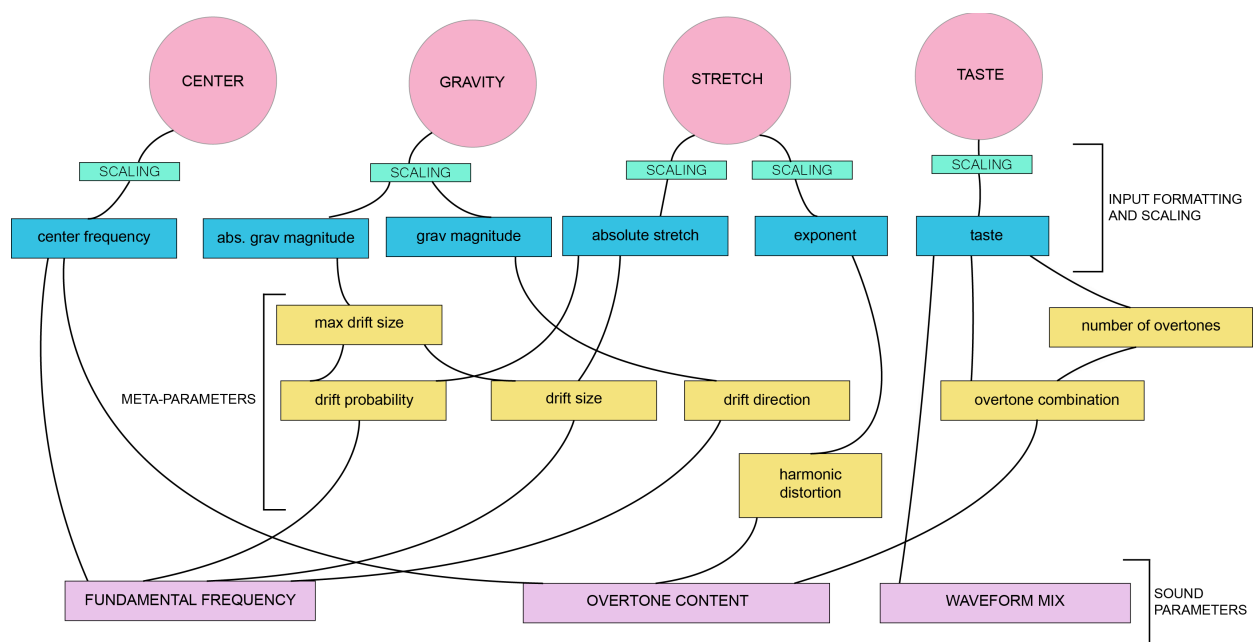 CENTER
GRAVITY
STRETCH
TASTE
SCALING
SCALING
SCALING
SCALING
SCALING
INPUT FORMATTING
AND SCALING
center frequency
abs. grav magnitude
grav magnitude
absolute stretch
exponent
taste
max drift size
number of overtones
META-PARAMETERS
drift probability
drift size
drift direction
overtone combination
harmonic
distortion
FUNDAMENTAL FREQUENCY
OVERTONE CONTENT
WAVEFORM MIX
SOUND
PARAMETERS